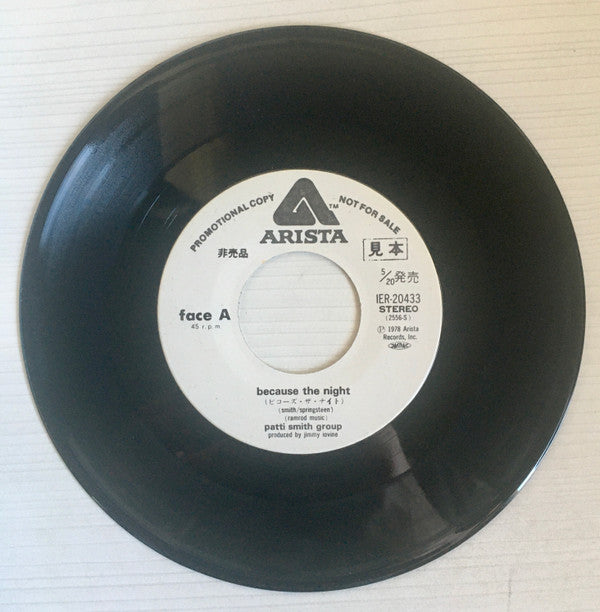 PROMOTIONAL COPY NOT FOR SALE
TM
ARISTA
非売品
見本
5/20発売
face A
45 r.p.m.
IER-20433
STEREO
(2556-S)
Ⓟ 1978 Arista
Records, Inc.
because the night
(ビコーズ・ザ・ナイト)
(smith/springsteen)
(ramrod music)
patti smith group
produced by jimmy iovine